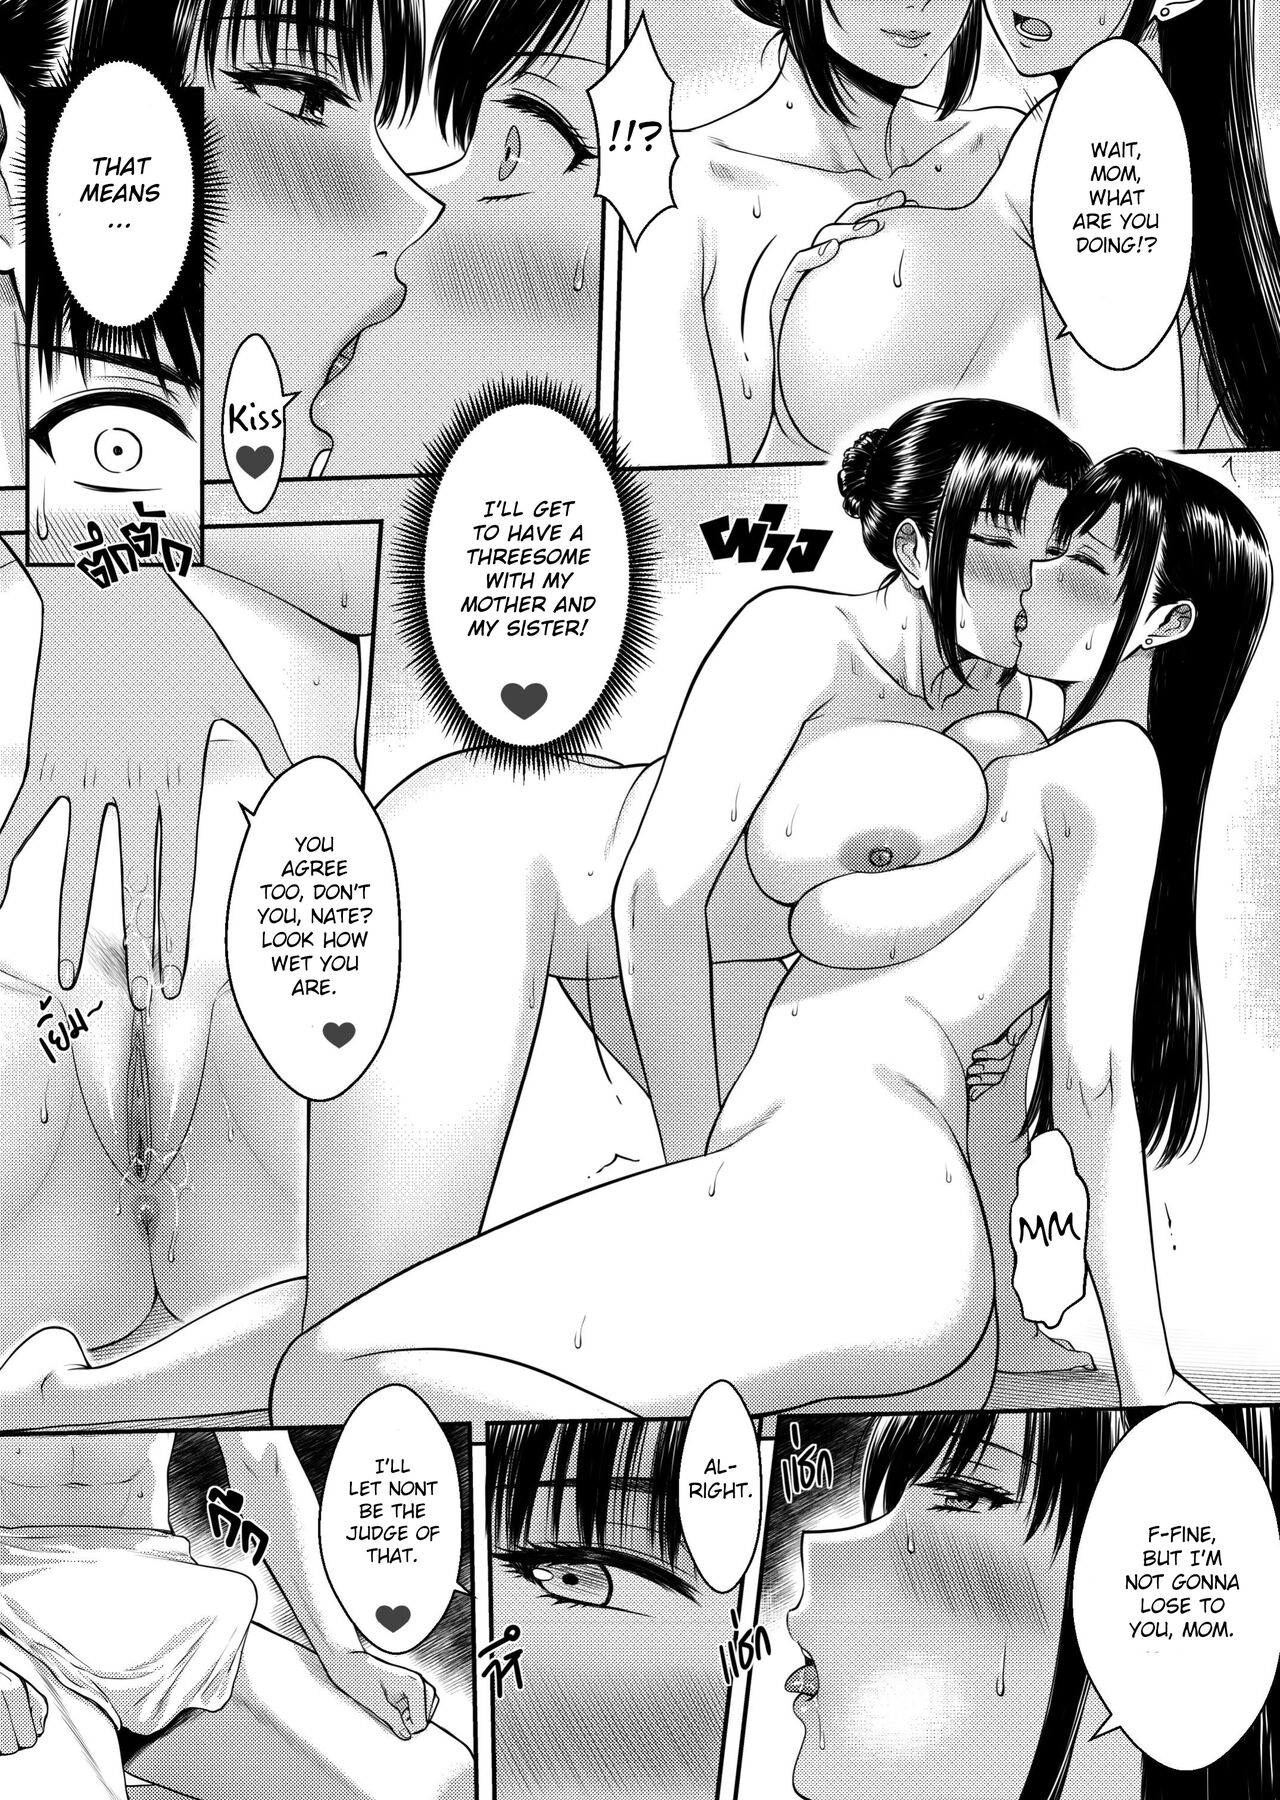 WAIT,
MOM,
WHAT
ARE YOU
DOING!?
!!?
Kiss
THAT
MEANS
...
ตึกตัก
I'LL GET
TO HAVE A
THREESOME
WITH MY
MOTHER AND
MY SISTER!
ผ่าง
YOU
AGREE
TOO, DON'T
YOU, NATE?
LOOK HOW
WET YOU
ARE.
เยิ้ม~
MM
F-FINE,
BUT I'M
NOT GONNA
LOSE TO
YOU, MOM.
แช่ก
แช่ก
AL-
RIGHT.
I'LL
LET NONT
BE THE
JUDGE OF
THAT.